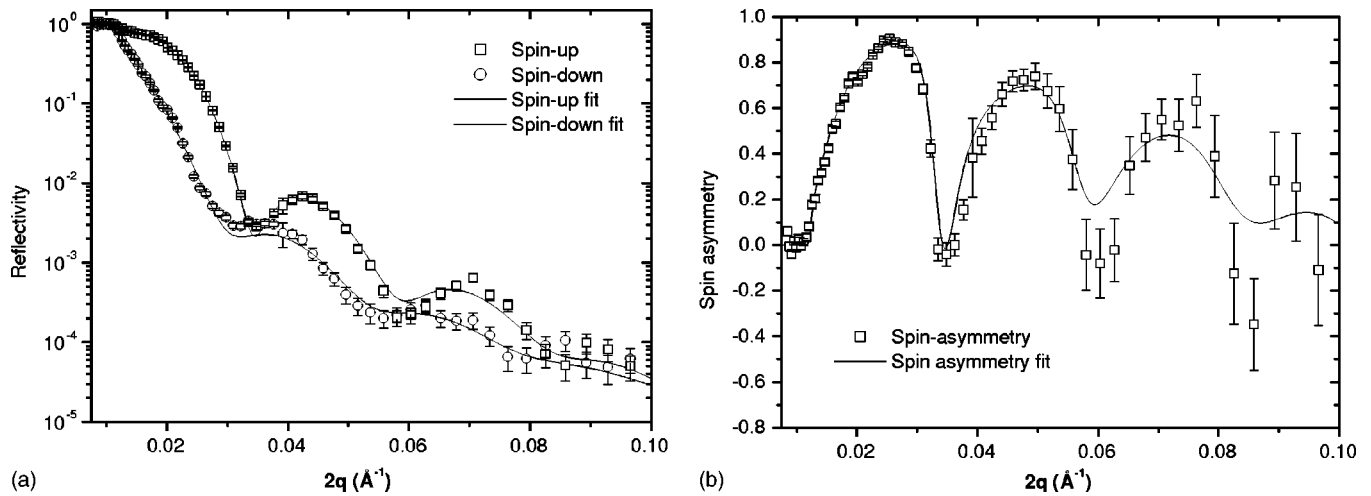 10⁰
10⁻¹
10⁻²
10⁻³
10⁻⁴
10⁻⁵
Reflectivity
Spin-up
Spin-down
Spin-up fit
Spin-down fit
0.02 0.04 0.06 0.08 0.10
2q (Å⁻¹)
(a)
1.0
0.8
0.6
0.4
0.2
0.0
-0.2
-0.4
-0.6
-0.8
Spin asymmetry
Spin-asymmetry
Spin asymmetry fit
0.02 0.04 0.06 0.08 0.10
2q (Å⁻¹)
(b)